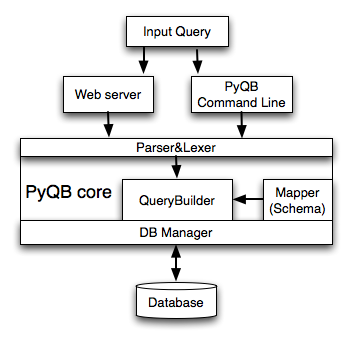 Input Query
Web server
PyQB
Command Line
Parser&Lexer
PyQB core
QueryBuilder
Mapper
(Schema)
DB Manager
Database